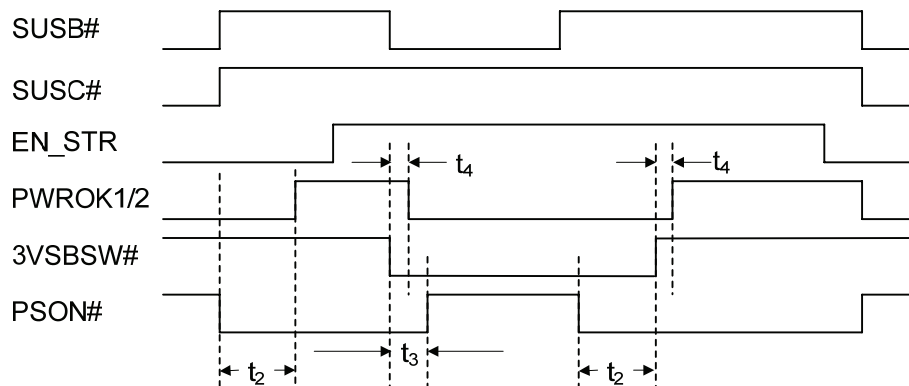 SUSB#
SUSC#
EN_STR
t₄ t₄
PWROK1/2
3VSBSW#
PSON#
t₂ t₃ t₂